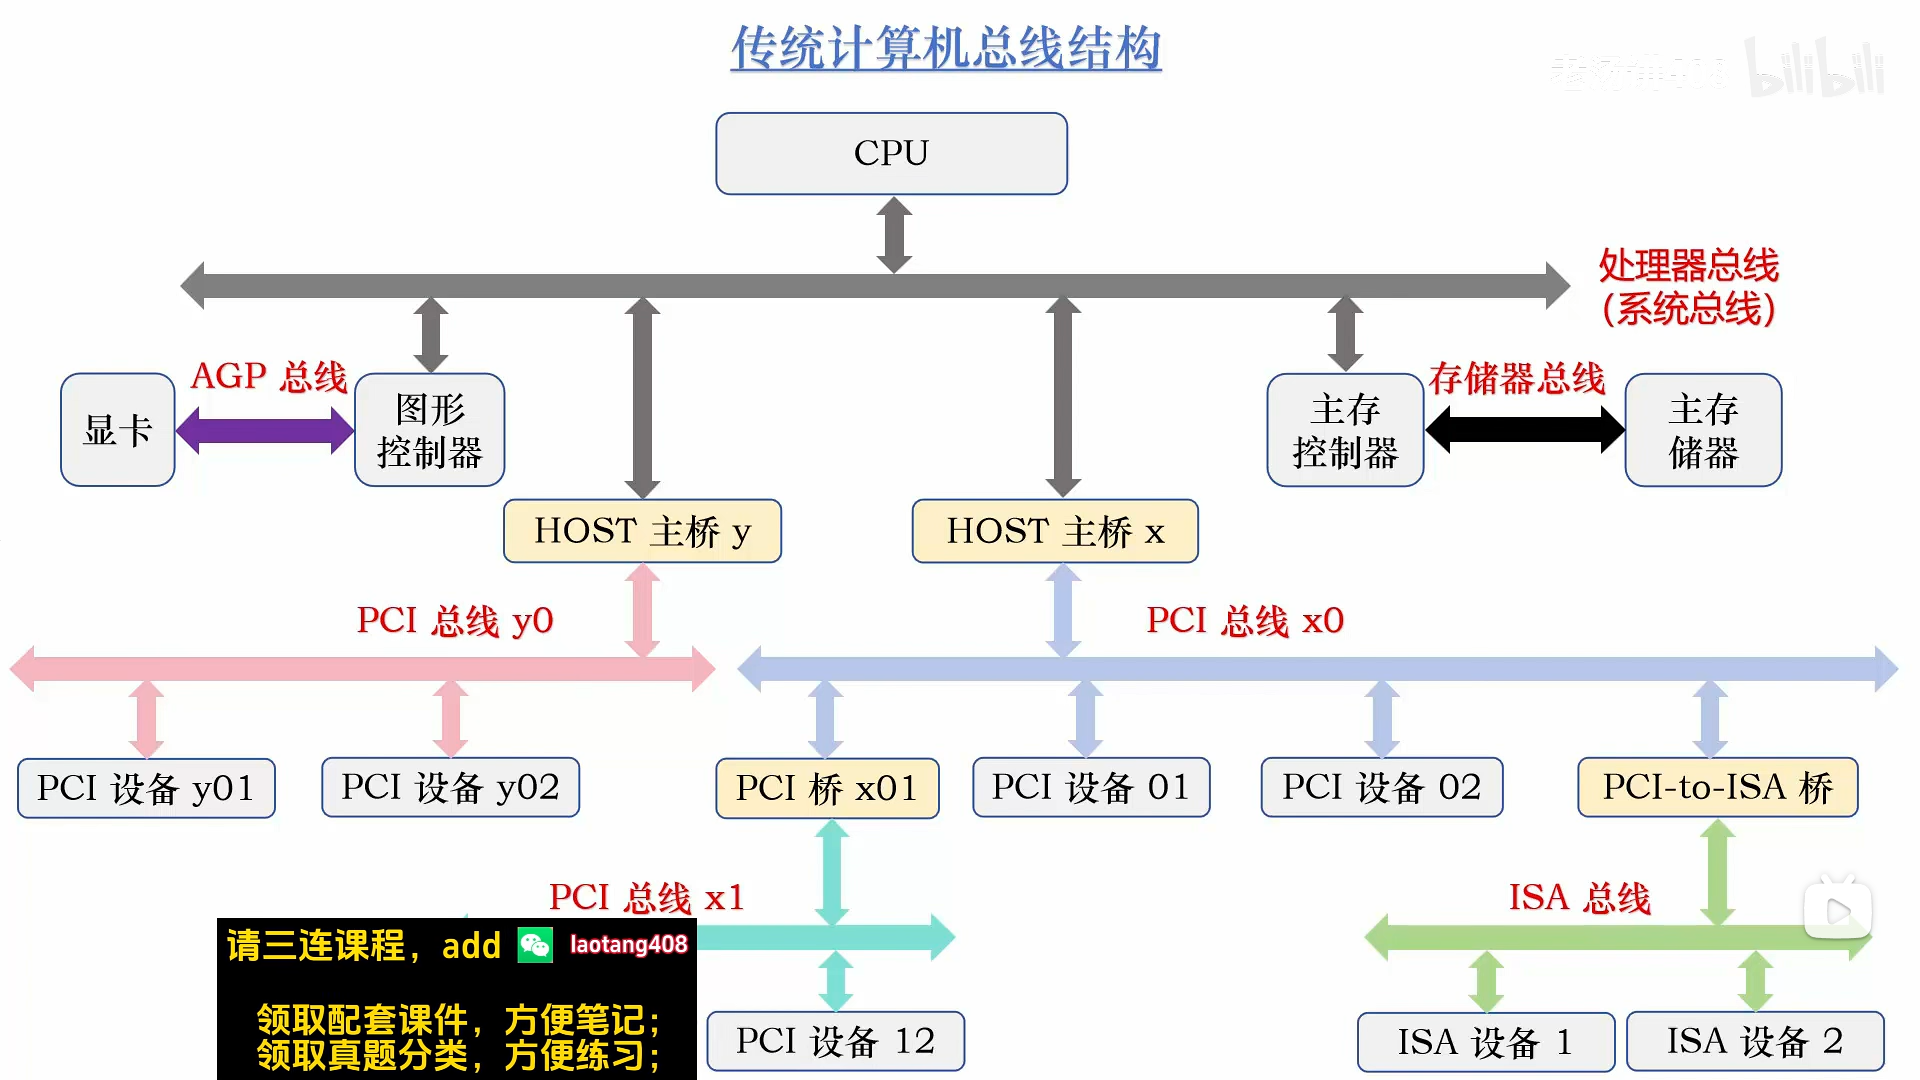 传统计算机总线结构
bilibili
CPU
处理器总线
(系统总线)
AGP 总线
存储器总线
显卡
图形
控制器
主存
控制器
主存
储器
HOST 主桥 y
HOST 主桥 x
PCI 总线 y0
PCI 总线 x0
PCI 设备 y01
PCI 设备 y02
PCI 桥 x01
PCI 设备 01
PCI 设备 02
PCI-to-ISA 桥
PCI 总线 x1
ISA 总线
请三连课程，add laotang408
领取配套课件，方便笔记；
领取真题分类，方便练习；
PCI 设备 12
ISA 设备 1
ISA 设备 2